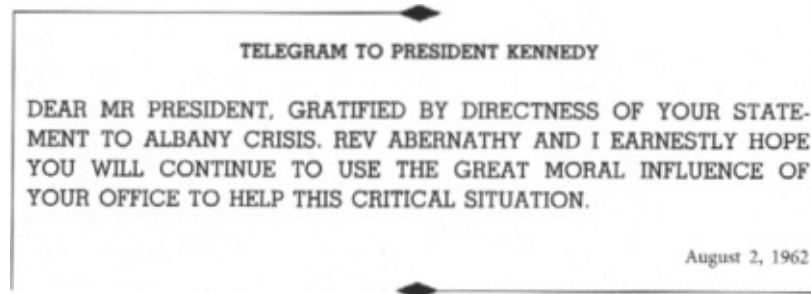 TELEGRAM TO PRESIDENT KENNEDY
DEAR MR PRESIDENT, GRATIFIED BY DIRECTNESS OF YOUR STATE-
MENT TO ALBANY CRISIS. REV ABERNATHY AND I EARNESTLY HOPE
YOU WILL CONTINUE TO USE THE GREAT MORAL INFLUENCE OF
YOUR OFFICE TO HELP THIS CRITICAL SITUATION.
August 2, 1962